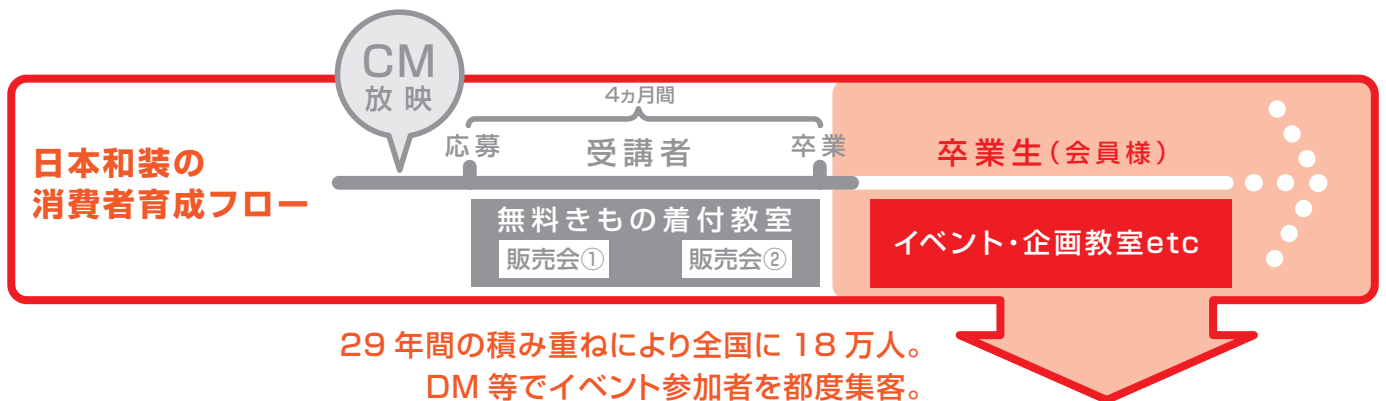 CM
放映
4ヵ月間
応募
受講者
卒業
卒業生(会員様)
日本和装の
消費者育成フロー
無料きもの着付教室
販売会①
販売会②
イベント・企画教室etc
29年間の積み重ねにより全国に18万人。
DM等でイベント参加者を都度集客。